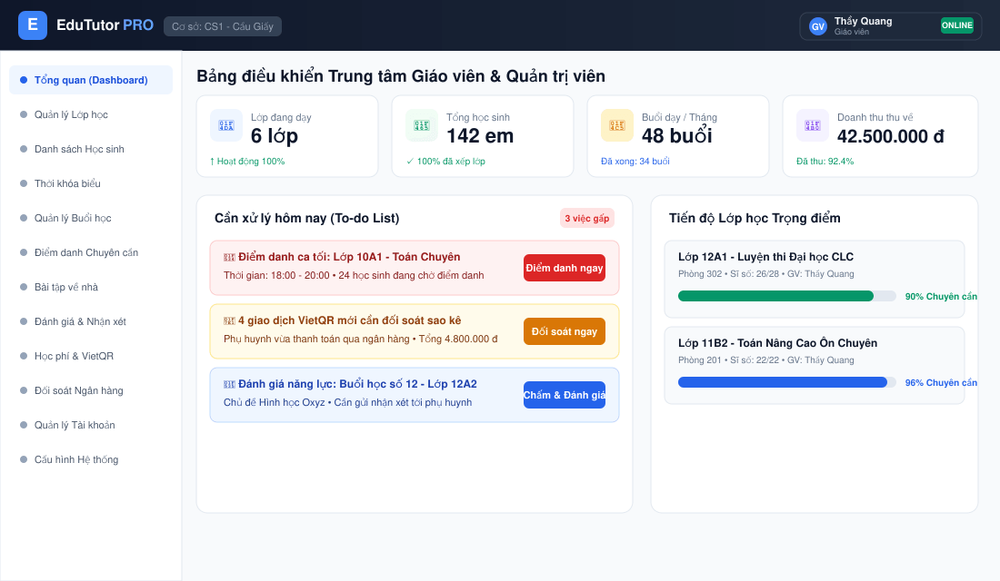 E EduTutor PRO Cơ sở: CS1 - Cầu Giấy
GV Thầy Quang
Giáo viên
ONLINE
Tổng quan (Dashboard)
Quản lý Lớp học
Danh sách Học sinh
Thời khóa biểu
Quản lý Buổi học
Điểm danh Chuyên cần
Bài tập về nhà
Đánh giá & Nhận xét
Học phí & VietQR
Đối soát Ngân hàng
Quản lý Tài khoản
Cấu hình Hệ thống
Bảng điều khiển Trung tâm Giáo viên & Quản trị viên
Lớp đang dạy
6 lớp
↑ Hoạt động 100%
Tổng học sinh
142 em
✓ 100% đã xếp lớp
Buổi dạy / Tháng
48 buổi
Đã xong: 34 buổi
Doanh thu thu về
42.500.000 đ
Đã thu: 92.4%
Cần xử lý hôm nay (To-do List)
3 việc gấp
Điểm danh ca tối: Lớp 10A1 - Toán Chuyên
Thời gian: 18:00 - 20:00 • 24 học sinh đang chờ điểm danh
Điểm danh ngay
4 giao dịch VietQR mới cần đối soát sao kê
Phụ huynh vừa thanh toán qua ngân hàng • Tổng 4.800.000 đ
Đối soát ngay
Đánh giá năng lực: Buổi học số 12 - Lớp 12A2
Chủ đề Hình học Oxyz • Cần gửi nhận xét tới phụ huynh
Chấm & Đánh giá
Tiến độ Lớp học Trọng điểm
Lớp 12A1 - Luyện thi Đại học CLC
Phòng 302 • Sĩ số: 26/28 • GV: Thầy Quang
90% Chuyên cần
Lớp 11B2 - Toán Nâng Cao Ôn Chuyên
Phòng 201 • Sĩ số: 22/22 • GV: Thầy Quang
96% Chuyên cần